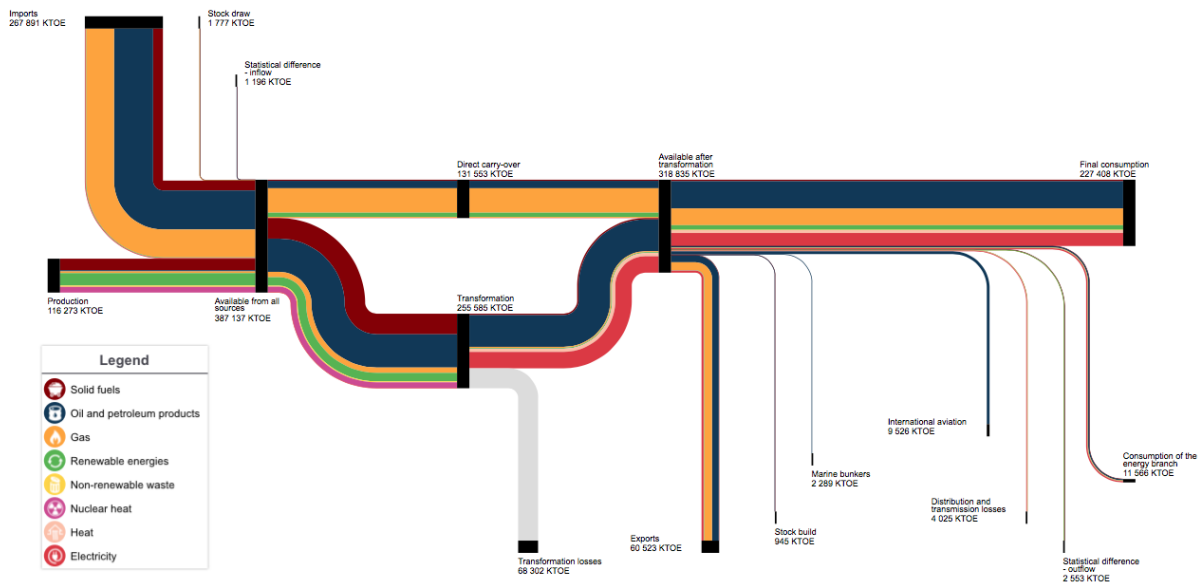 Imports
267 891 KTOE
Stock draw
1 777 KTOE
Statistical difference
- inflow
1 196 KTOE
Direct carry-over
131 553 KTOE
Available after
transformation
318 835 KTOE
Final consumption
227 408 KTOE
Production
116 273 KTOE
Available from all
sources
387 137 KTOE
Transformation
255 585 KTOE
Legend
Solid fuels
Oil and petroleum products
Gas
Renewable energies
Non-renewable waste
Nuclear heat
Heat
Electricity
Transformation losses
68 302 KTOE
Exports
60 523 KTOE
Stock build
945 KTOE
Marine bunkers
2 289 KTOE
International aviation
9 526 KTOE
Distribution and
transmission losses
4 025 KTOE
Consumption of the
energy branch
11 566 KTOE
Statistical difference
- outflow
2 553 KTOE